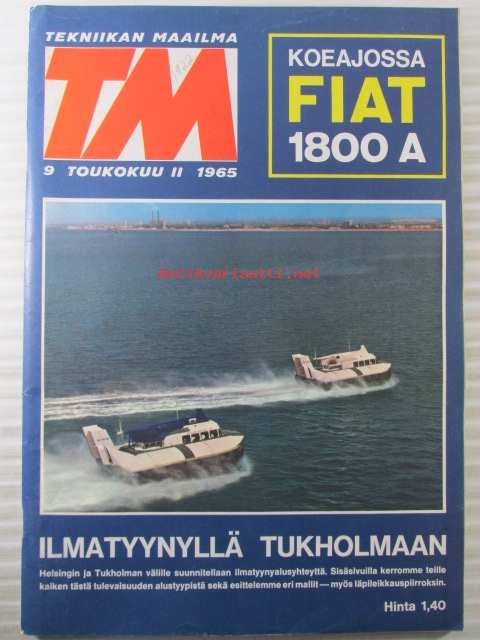 TEKNIIKAN MAAILMA
TM
9 TOUKOKUU II 1965
KOEAJOSSA
FIAT
1800 A
Antikvariaatti.net
ILMATYYNYLLÄ TUKHOLMAAN
Helsingin ja Tukholman välille suunnitellaan ilmatyynyalusyhteyttä. Sisäsivuilla kerromme teille
kaiken tästä tulevaisuuden alustyypistä sekä esittelemme eri mallit — myös läpileikkauspiirroksin.
Hinta 1,40